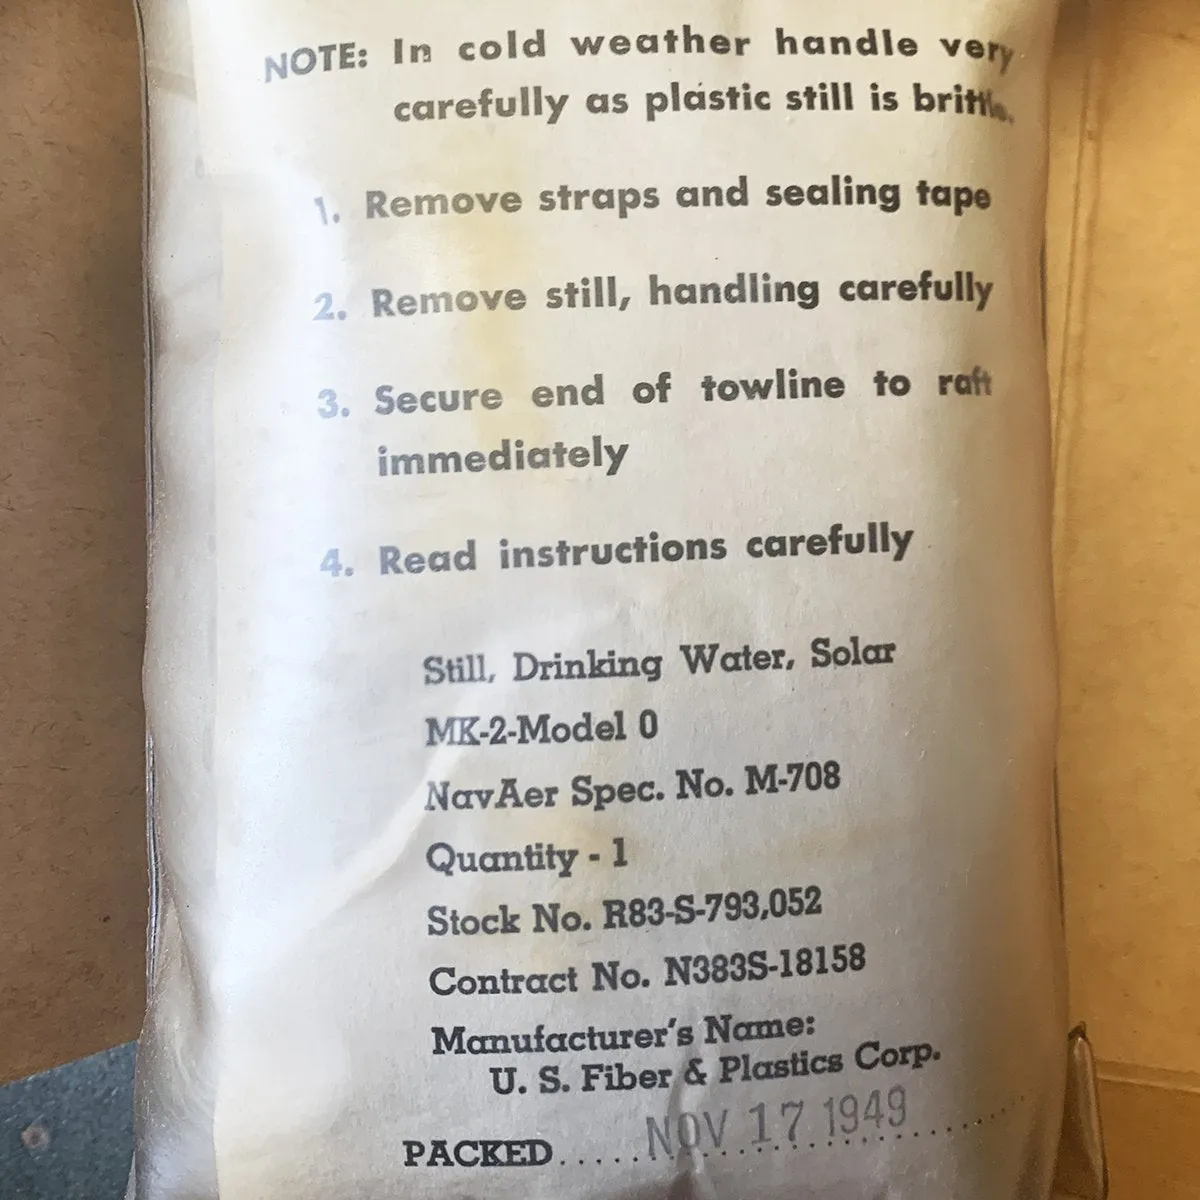 NOTE: In cold weather handle very
carefully as plastic still is brittle.
1. Remove straps and sealing tape
2. Remove still, handling carefully
3. Secure end of towline to raft
immediately
4. Read instructions carefully
Still, Drinking Water, Solar
MK-2-Model 0
NavAer Spec. No. M-708
Quantity - 1
Stock No. R83-S-793,052
Contract No. N383S-18158
Manufacturer's Name:
U. S. Fiber & Plastics Corp.
PACKED.....NOV 17 1949